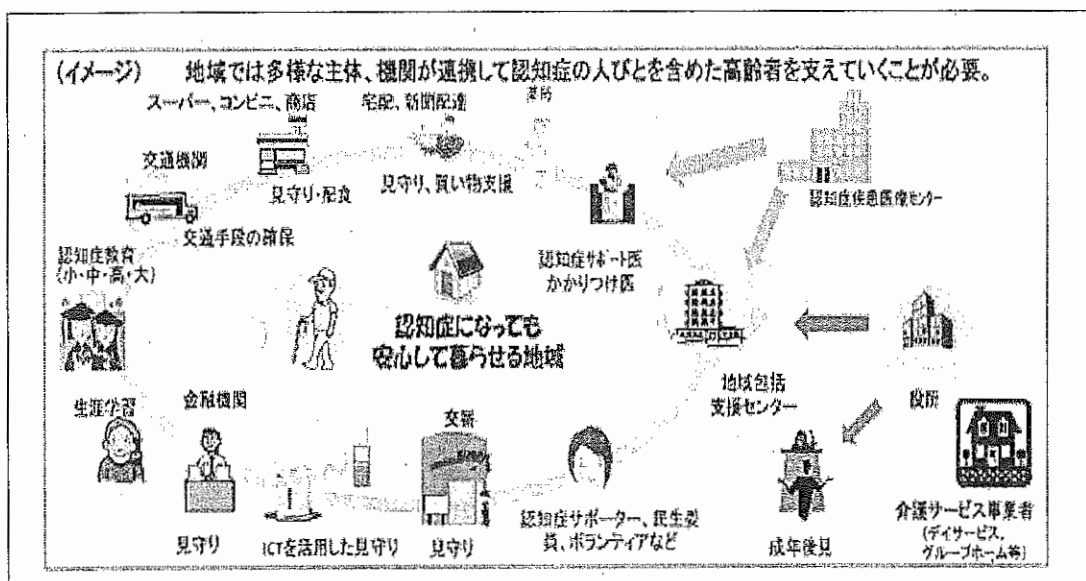 (イメージ) 地域では多様な主体、機関が連携して認知症の人びとを含めた高齢者を支えていくことが必要。
スーパー、コンビニ、商店
宅配、新聞配達
薬局
交通機関
見守り・配食
見守り、買い物支援
認知症疾患医療センター
交通手段の確保
認知症教育
(小・中・高・大)
認知症サポート医
かかりつけ医
認知症になっても
安心して暮らせる地域
地域包括
支援センター
役所
生涯学習
金融機関
交番
見守り
ICTを活用した見守り
見守り
認知症サポーター、民生委
員、ボランティアなど
成年後見
介護サービス事業者
(デイサービス、
グループホーム等)